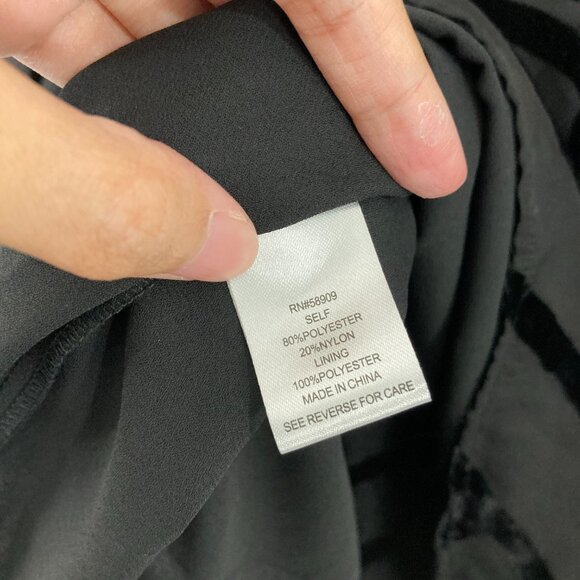 RN#58909
SELF
80%POLYESTER
20%NYLON
LINING
100%POLYESTER
MADE IN CHINA
SEE REVERSE FOR CARE